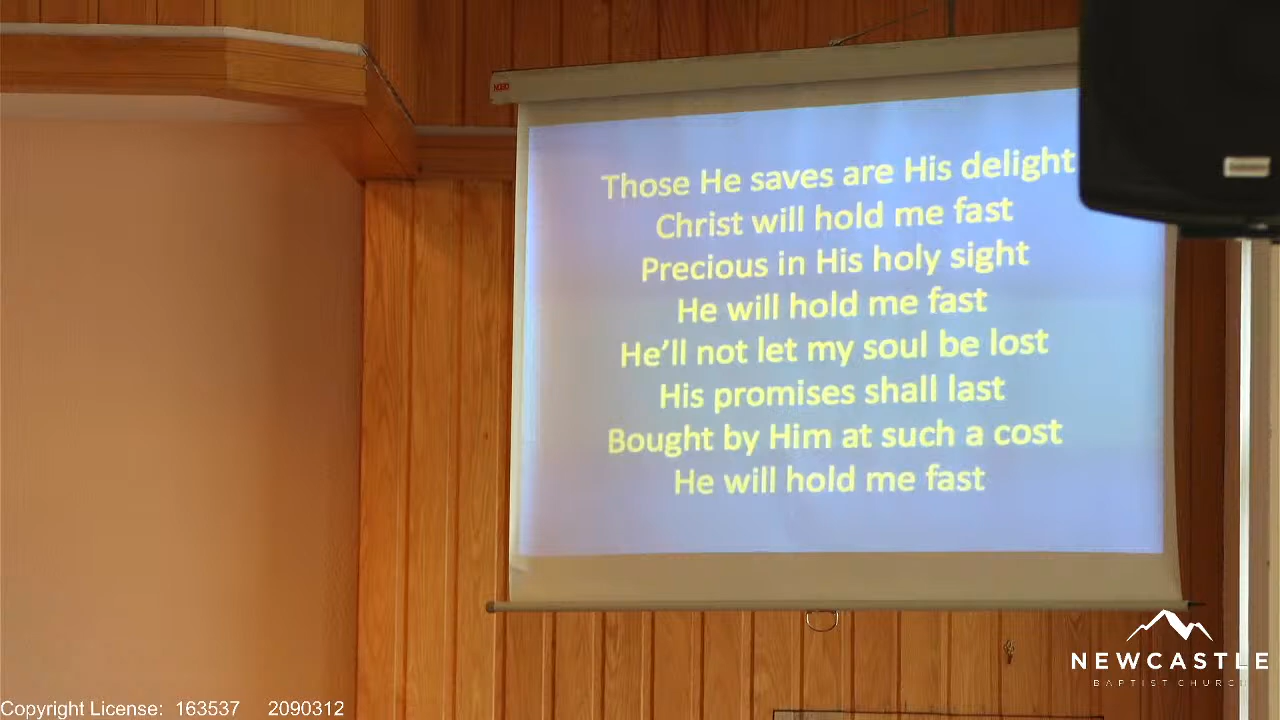 Those He saves are His delight
Christ will hold me fast
Precious in His holy sight
He will hold me fast
He’ll not let my soul be lost
His promises shall last
Bought by Him at such a cost
He will hold me fast
NEWCASTLE
BAPTIST CHURCH
Copyright License: 163537 2090312